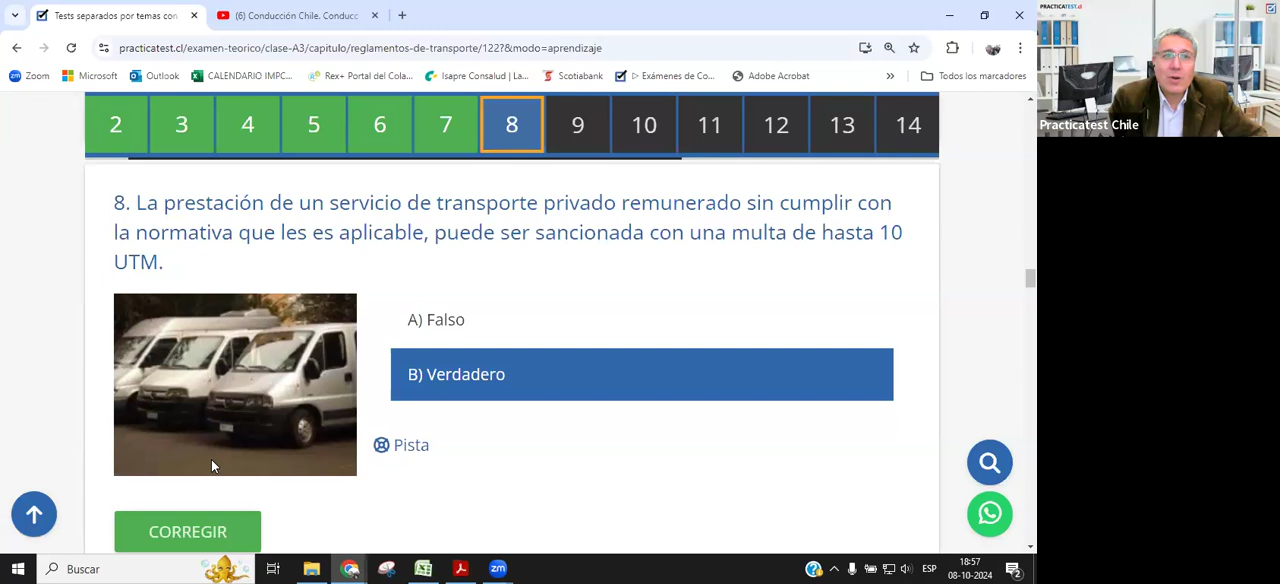 Tests separados por temas con
(6) Conducción Chile, Conducc
practicatest.cl/examen-teorico/clase-A3/capitulo/reglamentos-de-transporte/1227&modo=aprendizaje
Zoom
Microsoft
Outlook
CALENDARIO IMPC...
Rex+ : Portal del Cola...
Isapre Consalud | La...
Scotiabank
▷ Exámenes de Co...
Adobe Acrobat
»
Todos los marcadores
PRACTICATEST.cl
Practicatest Chile
2 3 4 5 6 7 8 9 10 11 12 13 14
8. La prestación de un servicio de transporte privado remunerado sin cumplir con
la normativa que les es aplicable, puede ser sancionada con una multa de hasta 10
UTM.
A) Falso
B) Verdadero
Pista
CORREGIR
Buscar
ESP
18:57
08-10-2024
2